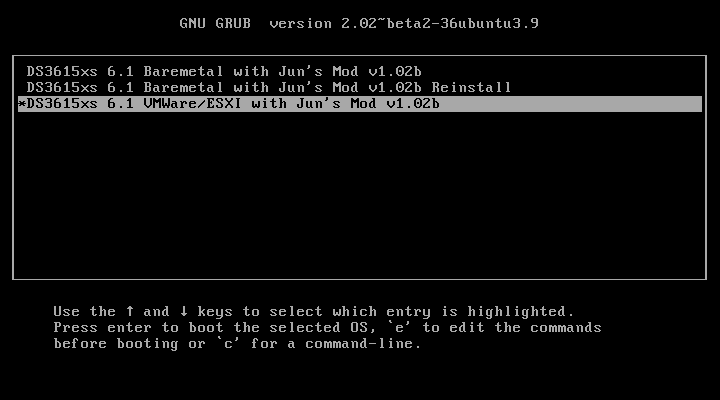 GNU GRUB  version 2.02~beta2-36ubuntu3.9
DS3615xs 6.1 Baremetal with Jun's Mod v1.02b
DS3615xs 6.1 Baremetal with Jun's Mod v1.02b Reinstall
*DS3615xs 6.1 VMWare/ESXI with Jun's Mod v1.02b
Use the ↑ and ↓ keys to select which entry is highlighted.
Press enter to boot the selected OS, `e' to edit the commands
before booting or `c' for a command-line.